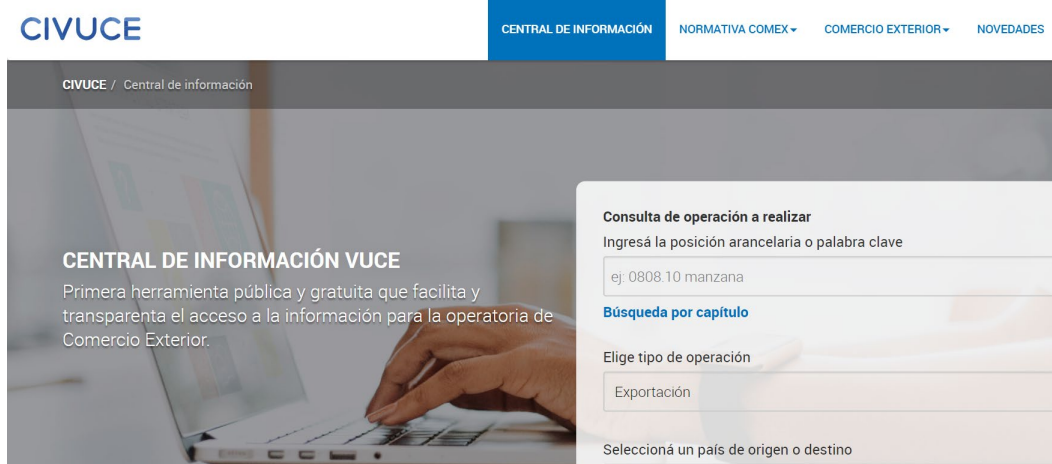 CIVUCE
CENTRAL DE INFORMACIÓN
NORMATIVA COMEX
COMERCIO EXTERIOR
NOVEDADES
CIVUCE / Central de información
CENTRAL DE INFORMACIÓN VUCE
Primera herramienta pública y gratuita que facilita y
transparenta el acceso a la información para la operatoria de
Comercio Exterior.
Consulta de operación a realizar
Ingresá la posición arancelaria o palabra clave
ej: 0808.10 manzana
Búsqueda por capítulo
Elige tipo de operación
Exportación
Seleccioná un país de origen o destino